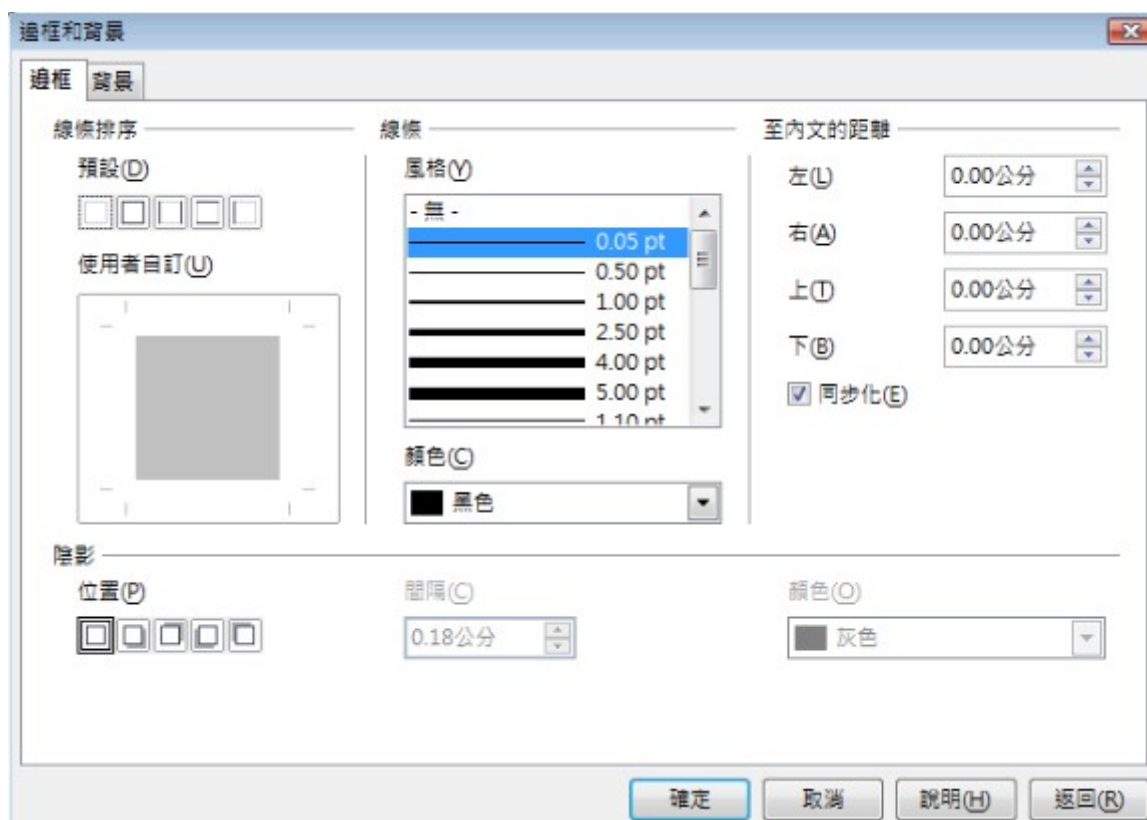 邊框和背景
邊框 背景
線條排序
預設(D)
使用者自訂(U)
線條
風格(Y)
- 無 -
0.05 pt
0.50 pt
1.00 pt
2.50 pt
4.00 pt
5.00 pt
1.10 pt
顏色(C)
黑色
至內文的距離
左(L) 0.00公分
右(A) 0.00公分
上(T) 0.00公分
下(B) 0.00公分
同步化(E)
陰影
位置(P)
間隔(C)
0.18公分
顏色(O)
灰色
確定 取消 說明(H) 返回(R)